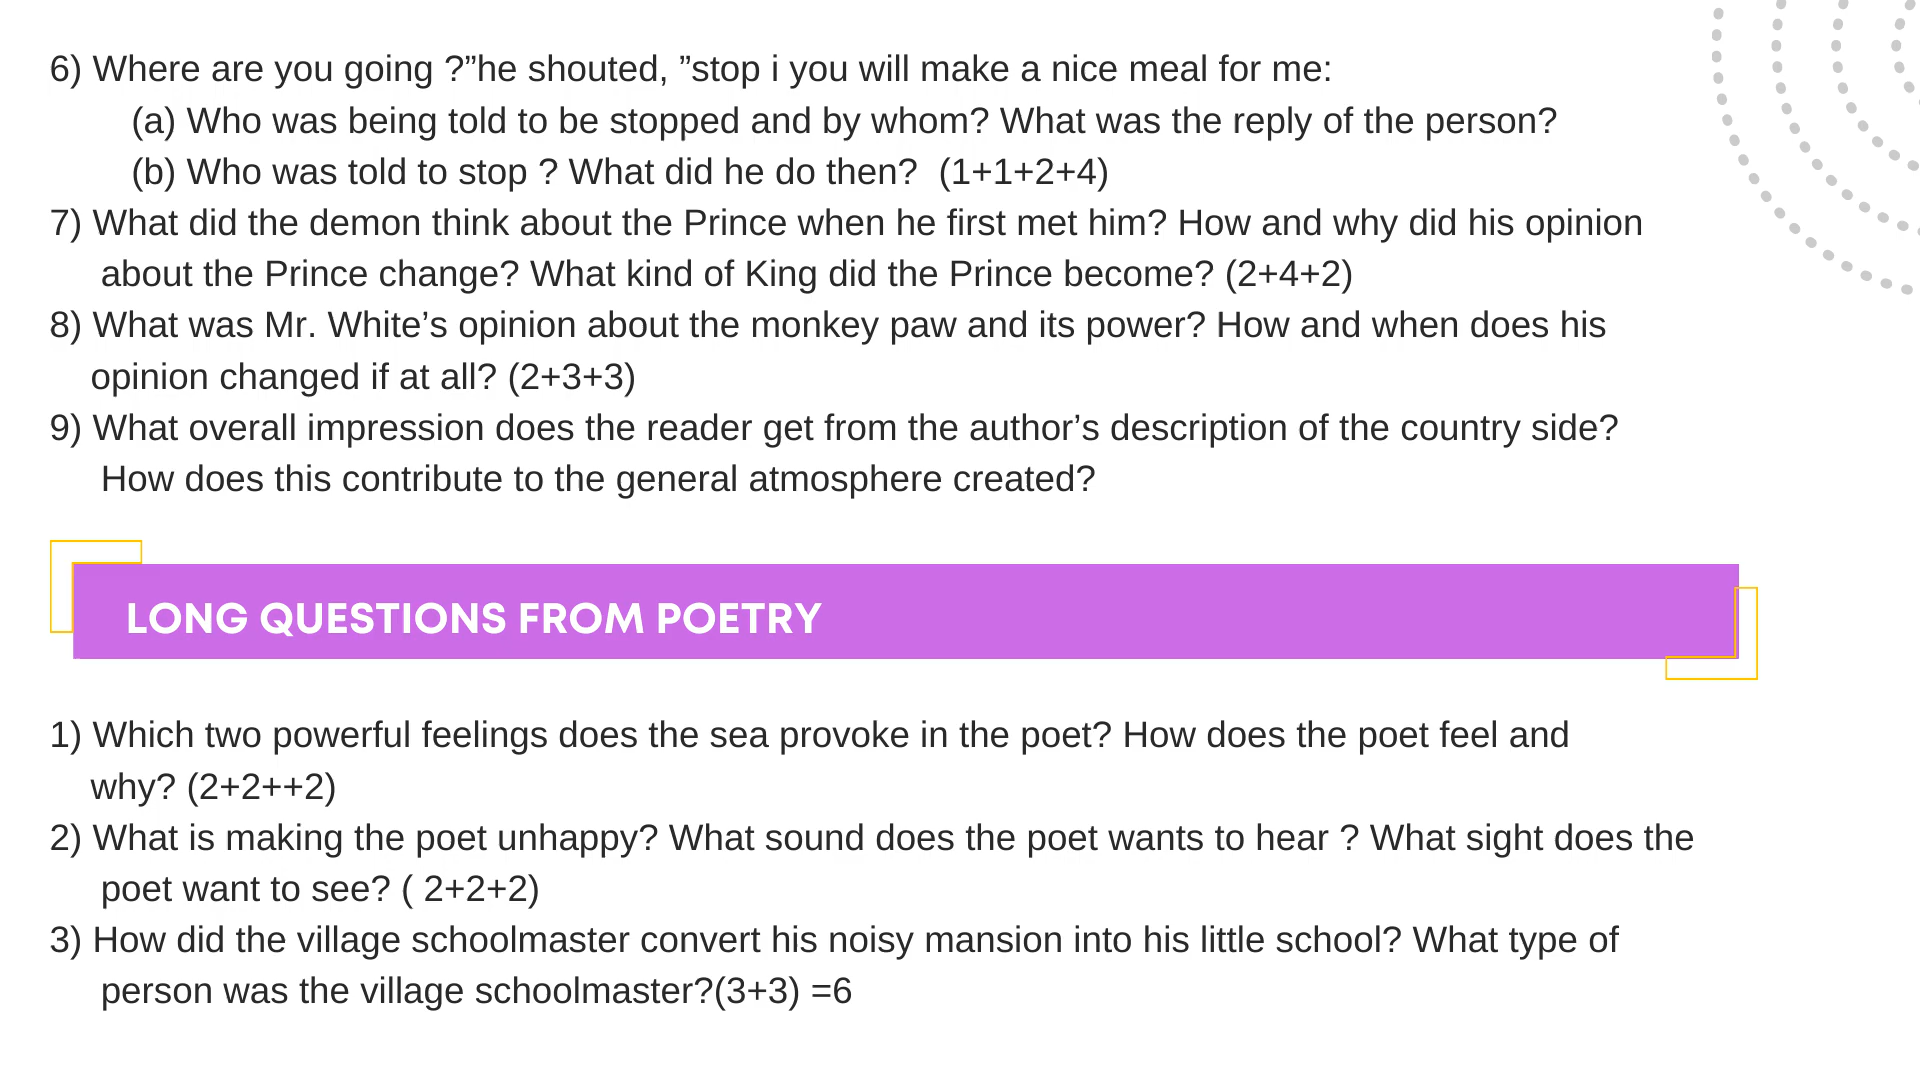 6) Where are you going ?”he shouted, ”stop i you will make a nice meal for me:
(a) Who was being told to be stopped and by whom? What was the reply of the person?
(b) Who was told to stop ? What did he do then?  (1+1+2+4)
7) What did the demon think about the Prince when he first met him? How and why did his opinion
about the Prince change? What kind of King did the Prince become? (2+4+2)
8) What was Mr. White’s opinion about the monkey paw and its power? How and when does his
opinion changed if at all? (2+3+3)
9) What overall impression does the reader get from the author’s description of the country side?
How does this contribute to the general atmosphere created?
LONG QUESTIONS FROM POETRY
1) Which two powerful feelings does the sea provoke in the poet? How does the poet feel and
why? (2+2++2)
2) What is making the poet unhappy? What sound does the poet wants to hear ? What sight does the
poet want to see? ( 2+2+2)
3) How did the village schoolmaster convert his noisy mansion into his little school? What type of
person was the village schoolmaster?(3+3) =6